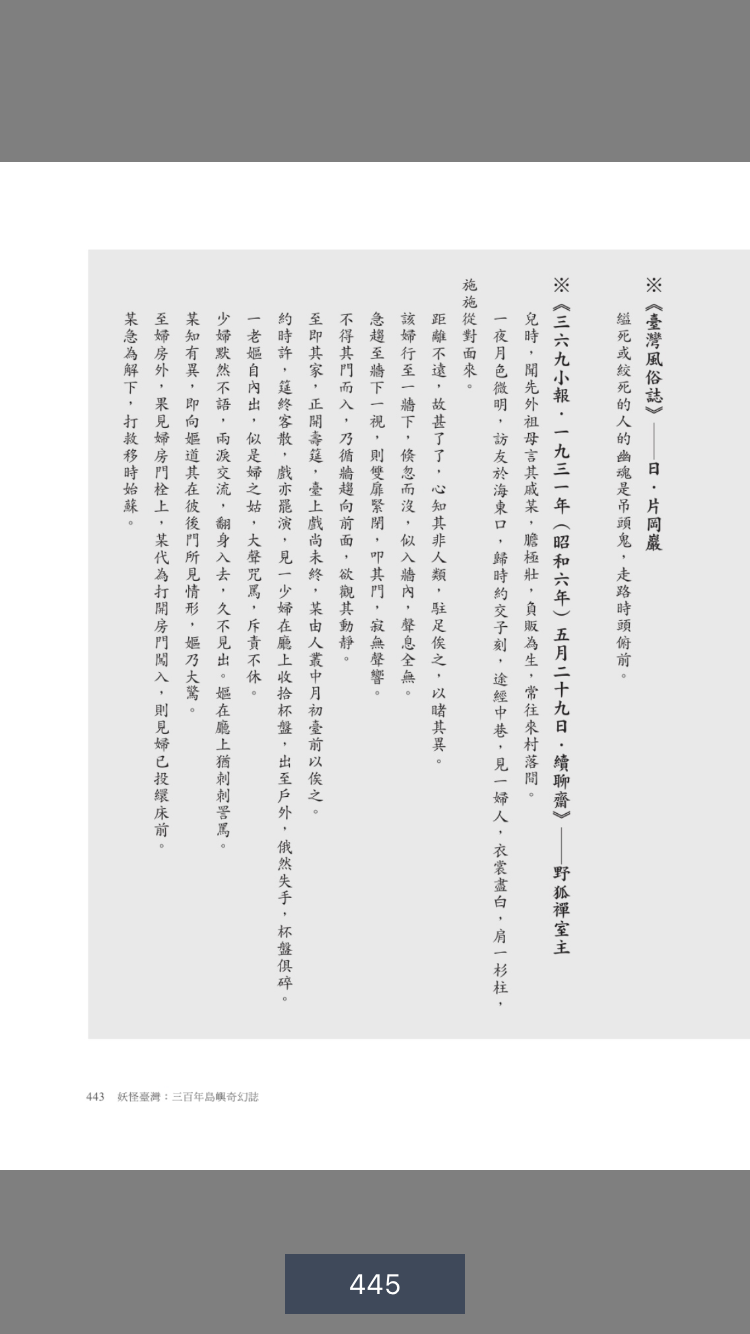 ※《臺灣風俗誌》——日．片岡巖
縊死或絞死的人的幽魂是吊頭鬼，走路時頭俯前。
※《三六九小報．一九三一年（昭和六年）五月二十九日．續聊齋》——野狐禪室主
兒時，聞先外祖母言其戚某，膽極壯，負販為生，常往來村落間。
一夜月色微明，訪友於海東口，歸時約交子刻，途經中巷，見一婦人，衣裳盡白，肩一杉柱，
施施從對面來。
距離不遠，故甚了了，心知其非人類，駐足俟之，以睹其異。
該婦行至一牆下，倏忽而沒，似入牆內，聲息全無。
急趨至牆下一視，則雙扉緊閉，叩其門，寂無聲響。
不得其門而入，乃循牆趨向前面，欲觀其動靜。
至即其家，正開壽筵，臺上戲尚未終，某由人叢中月初臺前以俟之。
約時許，筵終客散，戲亦罷演，見一少婦在廳上收拾杯盤，出至戶外，俄然失手，杯盤俱碎。
一老嫗自內出，似是婦之姑，大聲咒罵，斥責不休。
少婦默然不語，兩淚交流，翻身入去，久不見出。嫗在廳上猶刺刺詈罵。
某知有異，即向嫗道其在彼後門所見情形，嫗乃大驚。
至婦房外，果見婦房門栓上，某代為打開房門闖入，則見婦已投繯床前。
某急為解下，打救移時始蘇。
443 妖怪臺灣：三百年島嶼奇幻誌
445